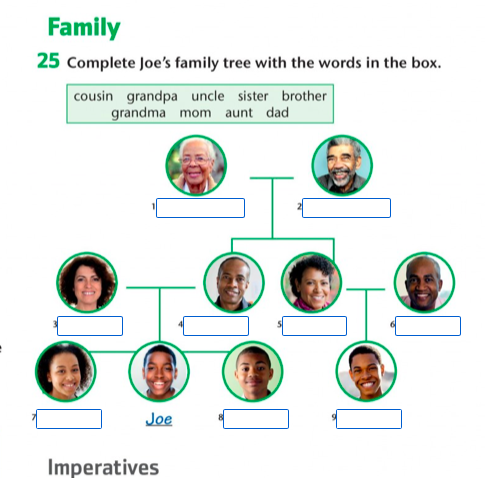 Family
25 Complete Joe's family tree with the words in the box.
cousin grandpa uncle sister brother
grandma mom aunt dad
1 2
3 4 5 6
7 Joe 8 9
Imperatives